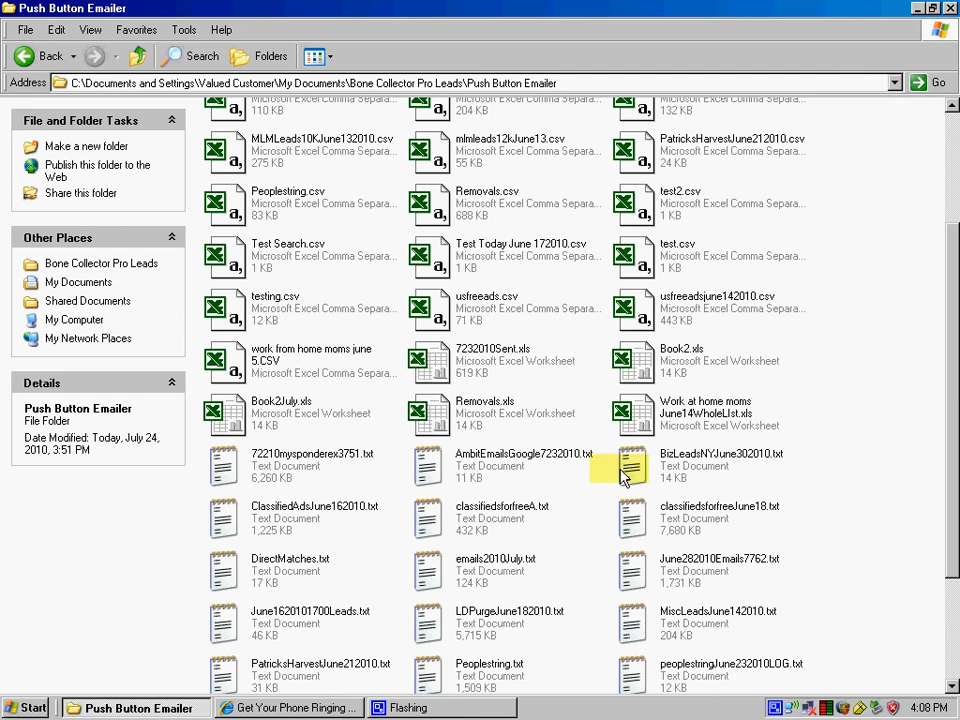 Push Button Emailer
File Edit View Favorites Tools Help
Back Search Folders
Address C:\Documents and Settings\Valued Customer\My Documents\Bone Collector Pro Leads\Push Button Emailer Go
File and Folder Tasks
Make a new folder
Publish this folder to the
Web
Share this folder
Other Places
Bone Collector Pro Leads
My Documents
Shared Documents
My Computer
My Network Places
Details
Push Button Emailer
File Folder
Date Modified: Today, July 24,
2010, 3:51 PM
Microsoft Excel Comma Separa... Microsoft Excel Comma Separa... Microsoft Excel Comma Separa...
110 KB 204 KB 132 KB
MLMLeads10KJune132010.csv mlmleads12kJune13.csv PatricksHarvestJune212010.csv
Microsoft Excel Comma Separa... Microsoft Excel Comma Separa... Microsoft Excel Comma Separa...
275 KB 55 KB 24 KB
Peoplestring.csv Removals.csv test2.csv
Microsoft Excel Comma Separa... Microsoft Excel Comma Separa... Microsoft Excel Comma Separa...
83 KB 688 KB 1 KB
Test Search.csv Test Today June 172010.csv test.csv
Microsoft Excel Comma Separa... Microsoft Excel Comma Separa... Microsoft Excel Comma Separa...
1 KB 1 KB 1 KB
testing.csv usfreeads.csv usfreeadsjune142010.csv
Microsoft Excel Comma Separa... Microsoft Excel Comma Separa... Microsoft Excel Comma Separa...
12 KB 71 KB 443 KB
work from home moms june
5.CSV
Microsoft Excel Comma Separa...
7232010Sent.xls Book2.xls
Microsoft Excel Worksheet Microsoft Excel Worksheet
619 KB 14 KB
Book2July.xls Removals.xls
Microsoft Excel Worksheet Microsoft Excel Worksheet
14 KB 14 KB
Work at home moms
June14WholeLIst.xls
Microsoft Excel Worksheet
72210mysponderex3751.txt AmbitEmailsGoogle7232010.txt BizLeadsNYJune302010.txt
Text Document Text Document Text Document
6,260 KB 11 KB 14 KB
ClassifiedAdsJune162010.txt classifiedsforfreeA.txt classifiedsforfreeJune18.txt
Text Document Text Document Text Document
1,225 KB 432 KB 7,680 KB
DirectMatches.txt emails2010July.txt June282010Emails7762.txt
Text Document Text Document Text Document
17 KB 124 KB 1,731 KB
June1620101700Leads.txt LDPurgeJune182010.txt MiscLeadsJune142010.txt
Text Document Text Document Text Document
46 KB 5,715 KB 204 KB
PatricksHarvestJune212010.txt Peoplestring.txt peoplestringJune232010LOG.txt
Text Document Text Document Text Document
31 KB 1,509 KB 12 KB
Start Push Button Emailer Get Your Phone Ringing ... Flashing 4:08 PM